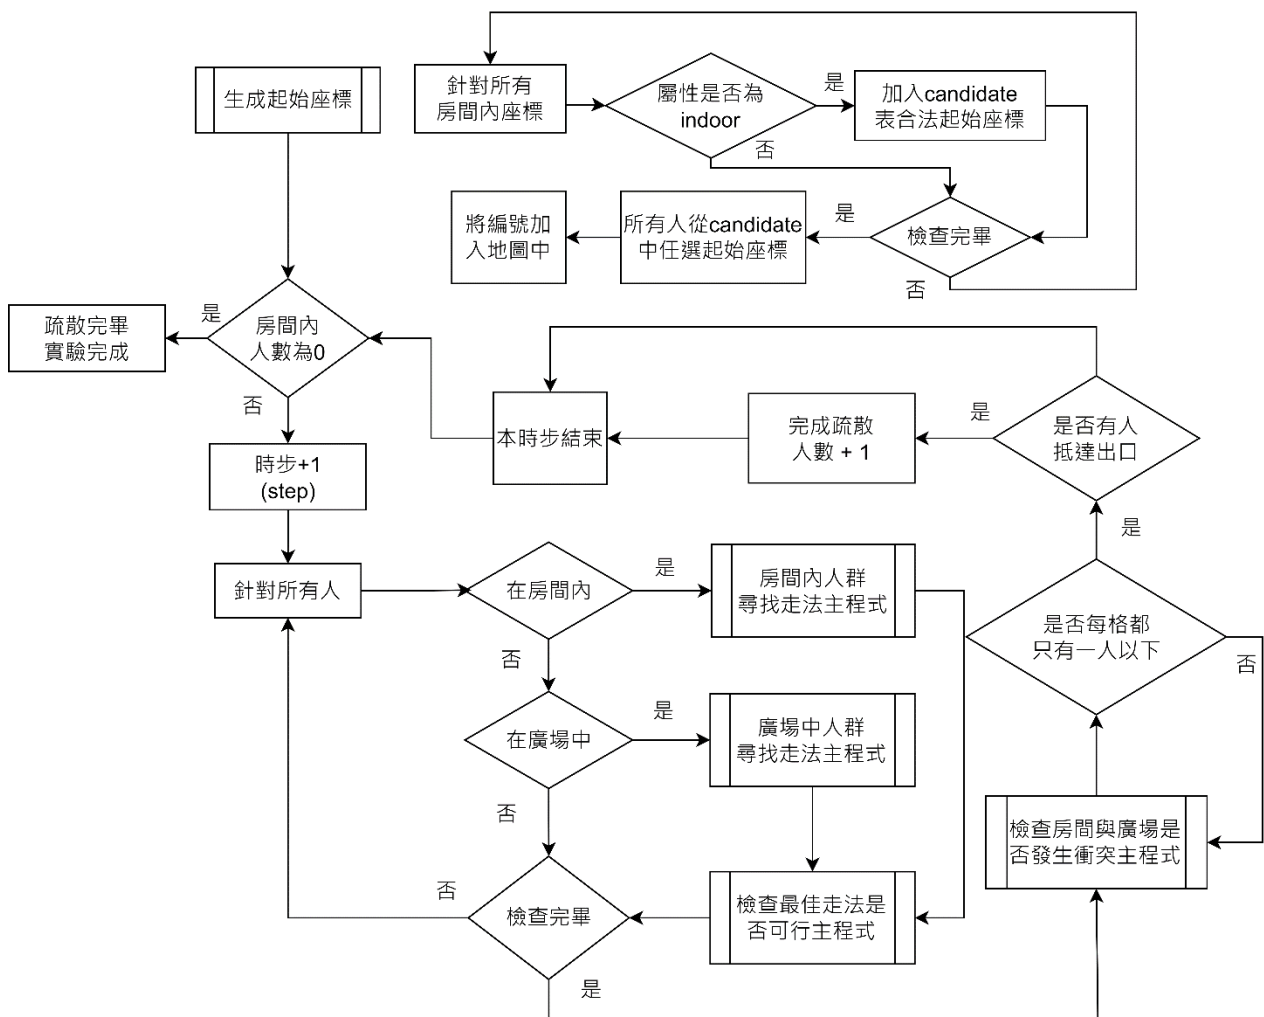 生成起始座標
針對所有
房間內座標
屬性是否為
indoor
是
加入candidate
表合法起始座標
否
將編號加
入地圖中
所有人從candidate
中任選起始座標
是
檢查完畢
否
疏散完畢
實驗完成
是
房間內
人數為0
否
時步+1
(step)
本時步結束
完成疏散
人數 + 1
是
是否有人
抵達出口
是
針對所有人
在房間內
是
房間內人群
尋找走法主程式
是否每格都
只有一人以下
否
否
在廣場中
是
廣場中人群
尋找走法主程式
否
檢查房間與廣場是
否發生衝突主程式
否
檢查完畢
檢查最佳走法是
否可行主程式
是